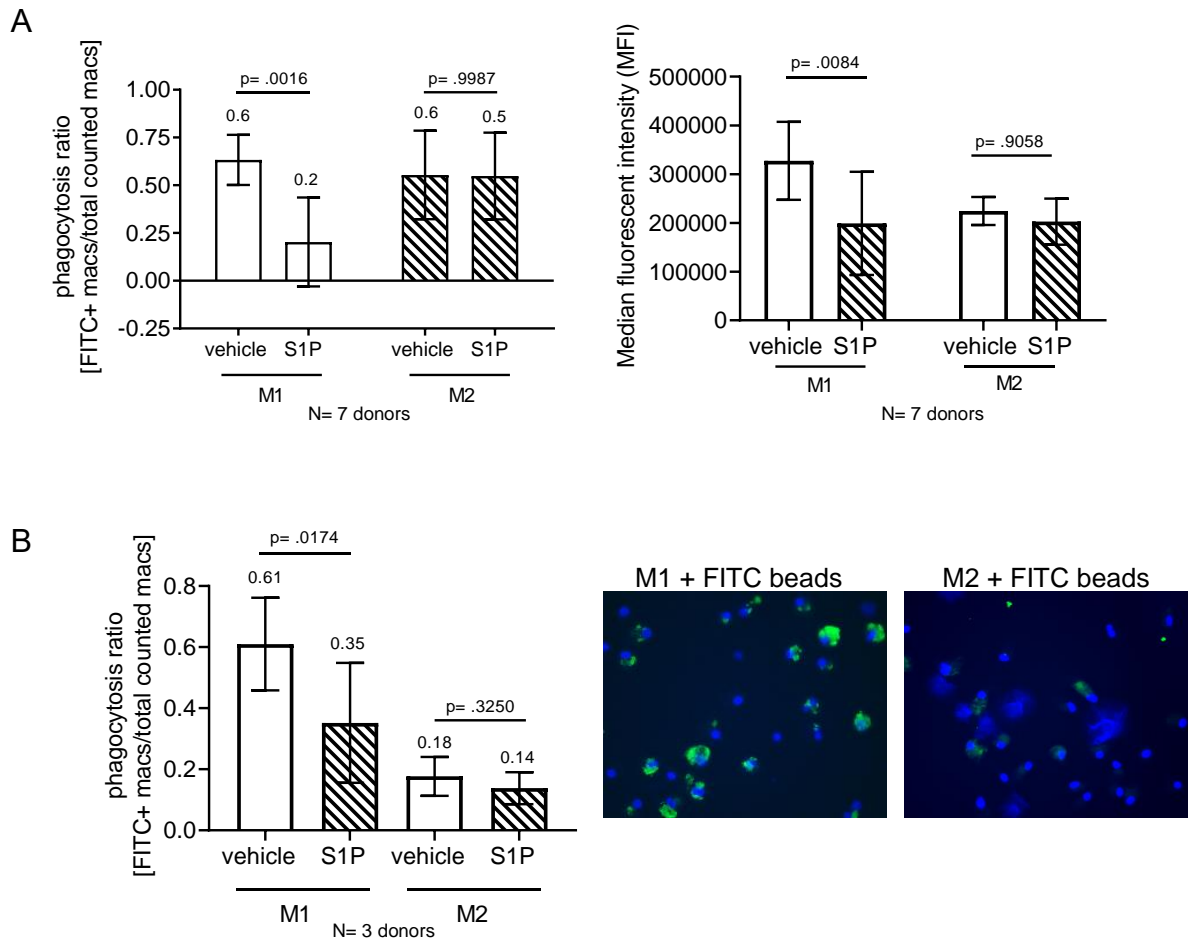 A
phagocytosis ratio
[FITC+ macs/total counted macs]
1.00
0.75
0.50
0.25
0.00
-0.25
p= .0016
0.6
0.2
p= .9987
0.6
0.5
vehicle S1P
vehicle S1P
M1
M2
N= 7 donors
Median fluorescent intensity (MFI)
500000
400000
300000
200000
100000
0
p= .0084
p= .9058
vehicle S1P
vehicle S1P
M1
M2
N= 7 donors
B
phagocytosis ratio
[FITC+ macs/total counted macs]
0.8
0.6
0.4
0.2
0.0
p= .0174
0.61
0.35
p= .3250
0.18
0.14
vehicle S1P
vehicle S1P
M1
M2
N= 3 donors
M1 + FITC beads
M2 + FITC beads